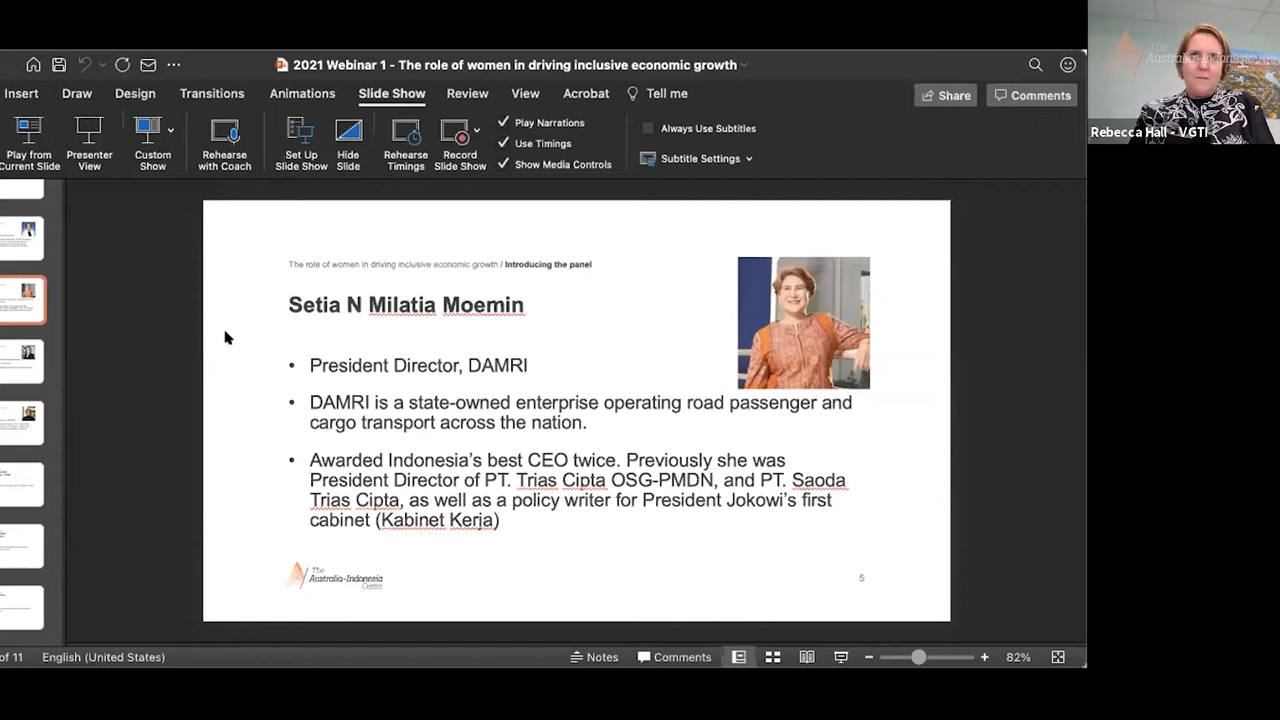 2021 Webinar 1 - The role of women in driving inclusive economic growth
Insert Draw Design Transitions Animations Slide Show Review View Acrobat Tell me Share Comments
Play from Current Slide
Presenter View
Custom Show
Rehearse with Coach
Set Up Slide Show
Hide Slide
Rehearse Timings
Record Slide Show
Play Narrations
Use Timings
Show Media Controls
Always Use Subtitles
Subtitle Settings
The Australia-Indonesia Centre
Rebecca Hall - VGTI
The role of women in driving inclusive economic growth / Introducing the panel
Setia N Milatia Moemin
• President Director, DAMRI
• DAMRI is a state-owned enterprise operating road passenger and
cargo transport across the nation.
• Awarded Indonesia's best CEO twice. Previously she was
President Director of PT. Trias Cipta OSG-PMDN, and PT. Saoda
Trias Cipta, as well as a policy writer for President Jokowi's first
cabinet (Kabinet Kerja)
The
Australia-Indonesia
Centre
5
of 11 English (United States) Notes Comments 82%